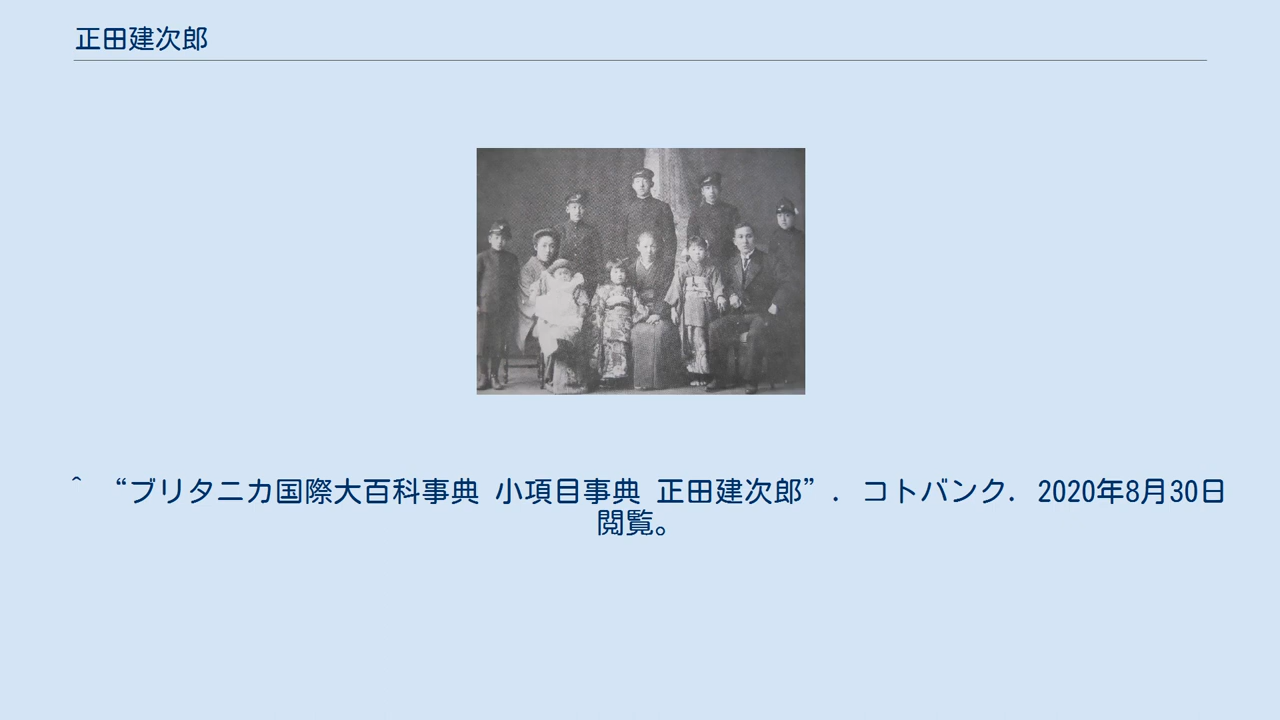 正田建次郎
^ “ブリタニカ国際大百科事典 小項目事典 正田建次郎”. コトバンク. 2020年8月30日
閲覧。